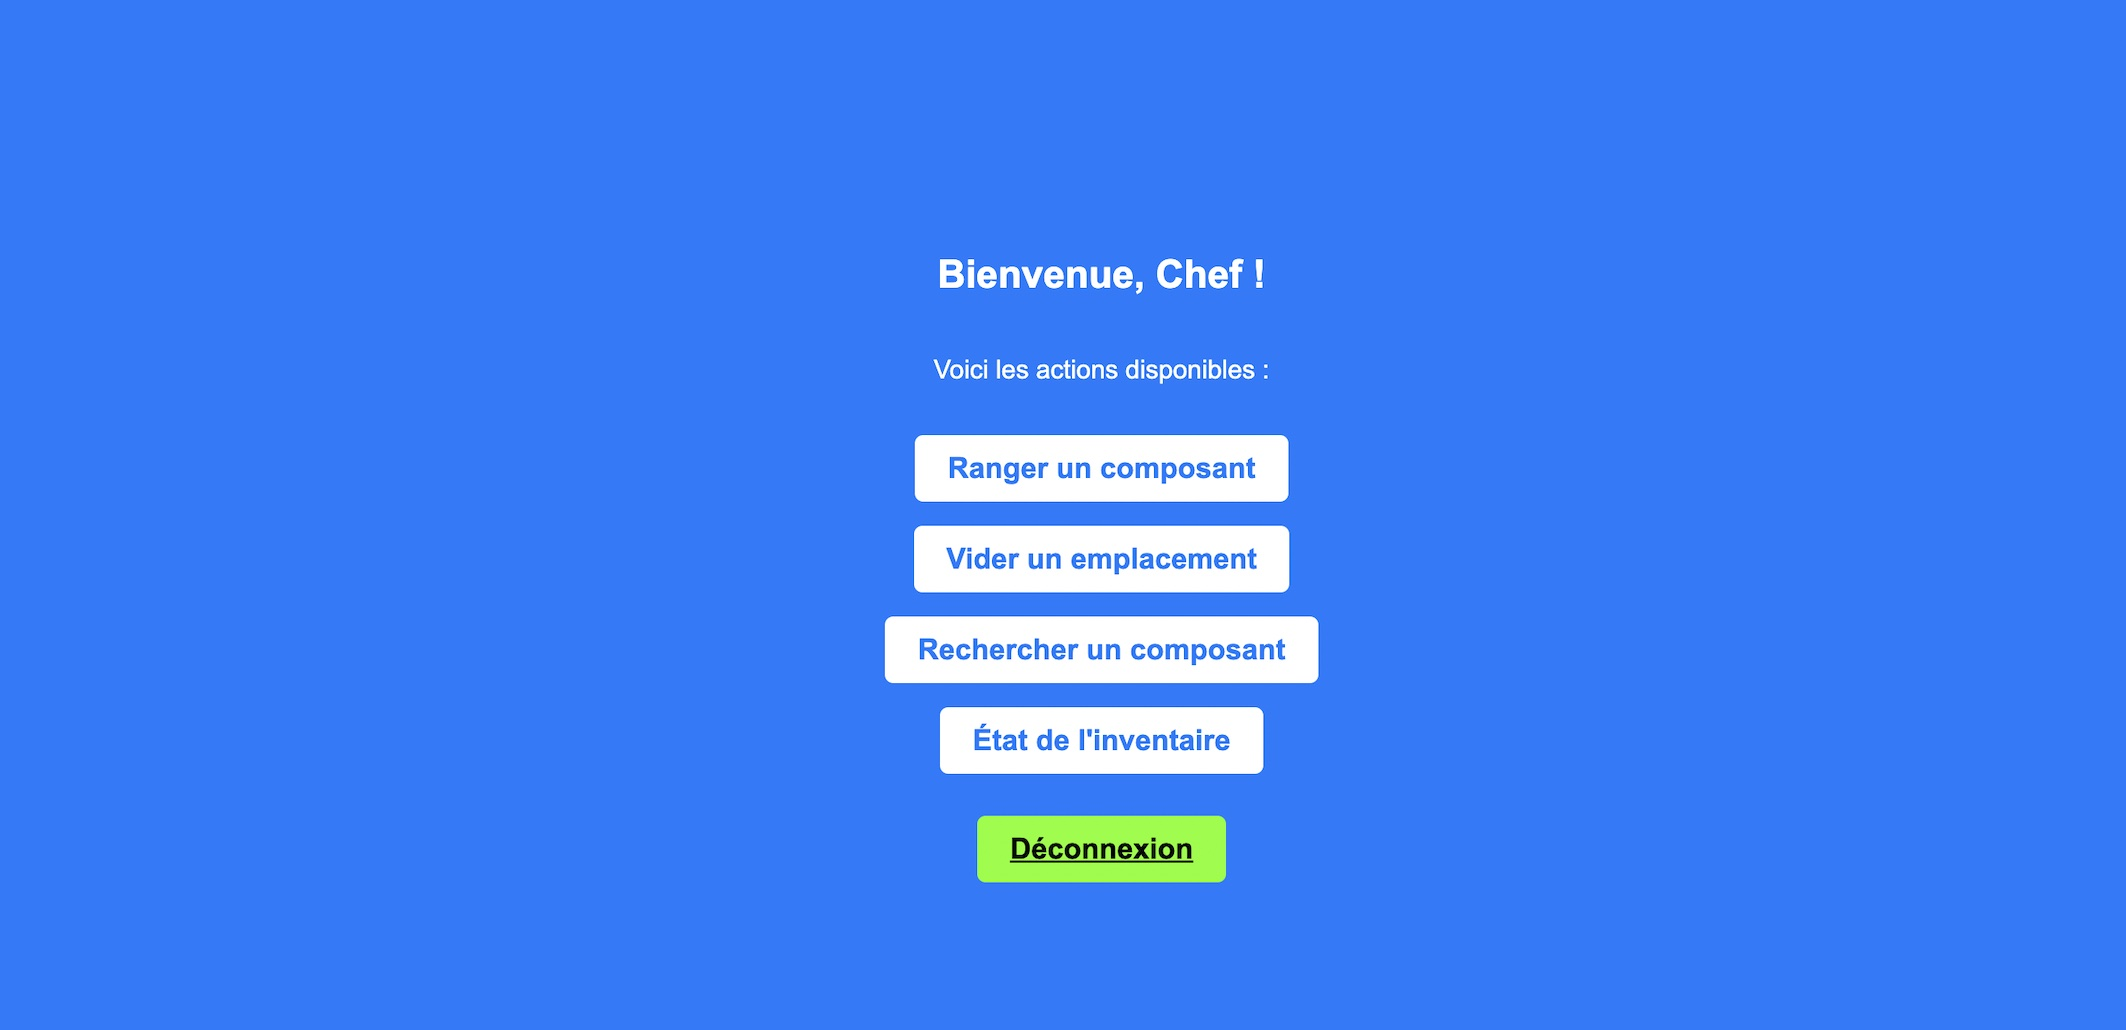 Bienvenue, Chef !
Voici les actions disponibles :
Ranger un composant
Vider un emplacement
Rechercher un composant
État de l'inventaire
Déconnexion